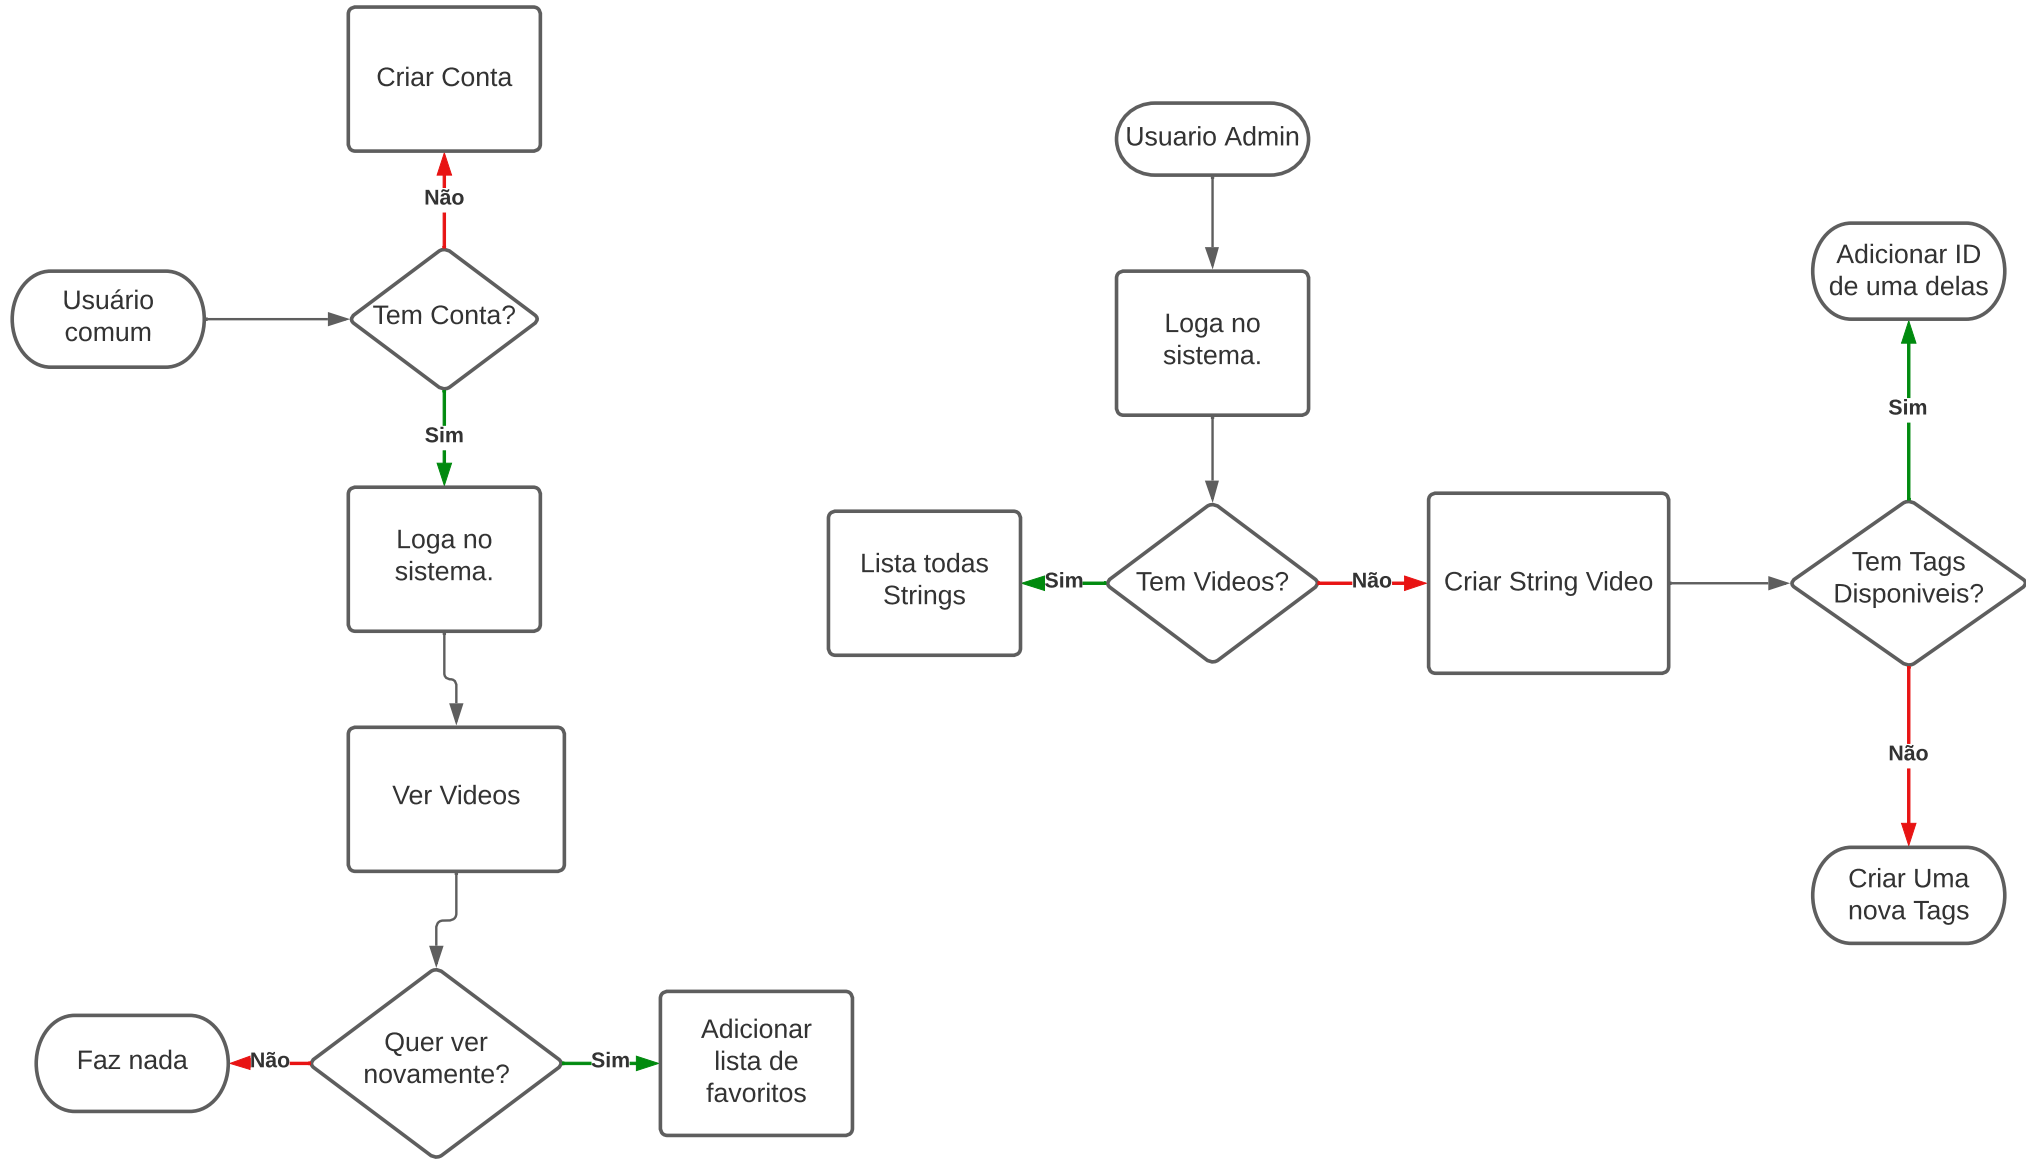 Criar Conta
Não
Usuário
comum
Tem Conta?
Sim
Loga no
sistema.
Ver Videos
Quer ver
novamente?
Não
Faz nada
Sim
Adicionar
lista de
favoritos
Usuario Admin
Loga no
sistema.
Tem Videos?
Sim
Lista todas
Strings
Não
Criar String Video
Tem Tags
Disponiveis?
Sim
Adicionar ID
de uma delas
Não
Criar Uma
nova Tags